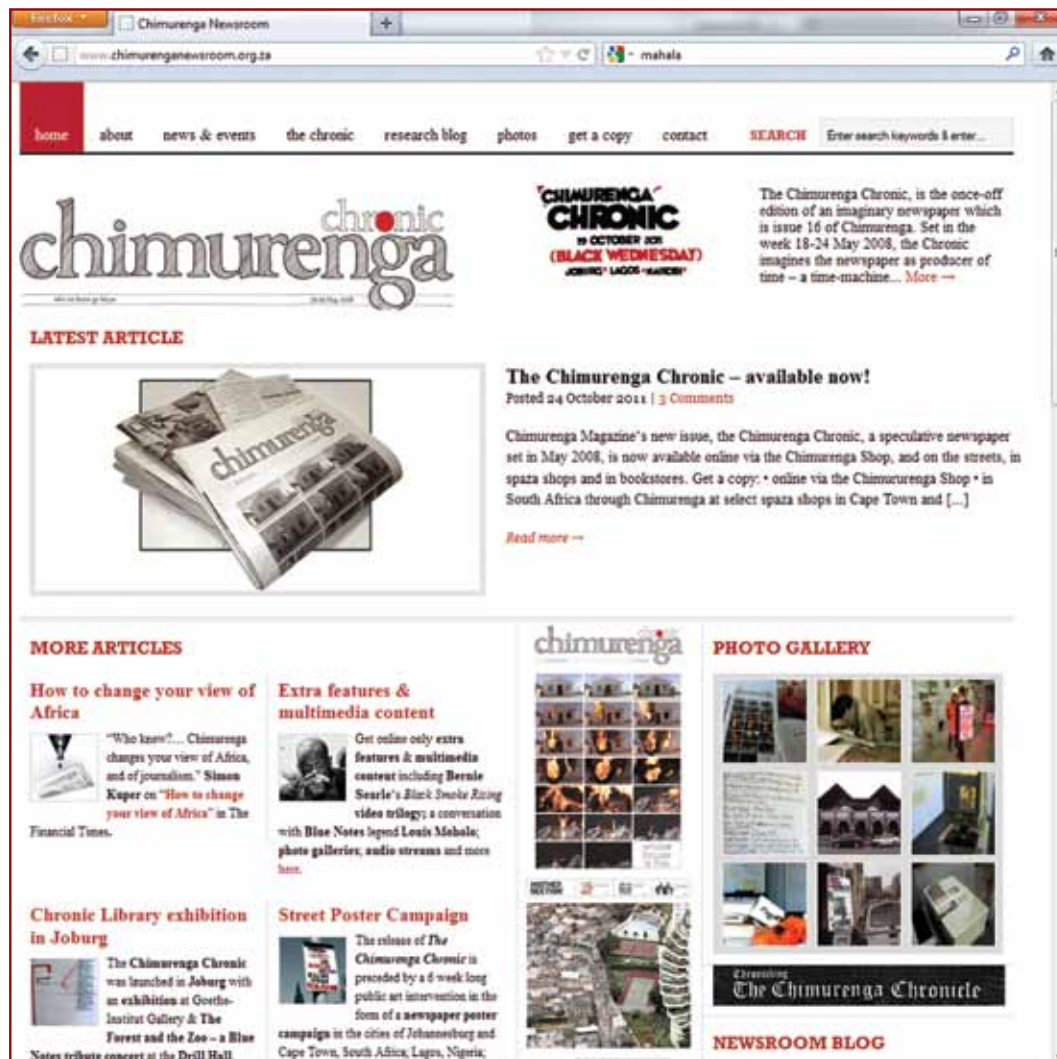 Firefox
Chimurenga Newsroom
www.chimurenganewsroom.org.za
mahala
home about news & events the chronic research blog photos get a copy contact SEARCH Enter search keywords & enter...
chronic
chimurenga
CHIMURENGA
CHRONIC
19 OCTOBER 2011
(BLACK WEDNESDAY)
JOBURG LAGOS NAIROBI
The Chimurenga Chronic, is the once-off
edition of an imaginary newspaper which
is issue 16 of Chimurenga. Set in the
week 18-24 May 2008, the Chronic
imagines the newspaper as producer of
time – a time-machine... More →
LATEST ARTICLE
chimurenga
The Chimurenga Chronic – available now!
Posted 24 October 2011 | 3 Comments
Chimurenga Magazine's new issue, the Chimurenga Chronic, a speculative newspaper
set in May 2008, is now available online via the Chimurenga Shop, and on the streets, in
spaza shops and in bookstores. Get a copy: • online via the Chimururenga Shop • in
South Africa through Chimurenga at select spaza shops in Cape Town and [...]
Read more →
MORE ARTICLES
How to change your view of
Africa
"Who knew?... Chimurenga
changes your view of Africa,
and of journalism." Simon
Kuper on "How to change
your view of Africa" in The
Financial Times.
Extra features &
multimedia content
Get online only extra
features & multimedia
content including Bernie
Searle's Black Smoke Rising
video trilogy; a conversation
with Blue Notes legend Louis Moholo;
photo galleries; audio streams and more
here.
Chronic Library exhibition
in Joburg
The Chimurenga Chronic
was launched in Joburg with
an exhibition at Goethe-
Institut Gallery & The
Forest and the Zoo – a Blue
Notes tribute concert at the Drill Hall.
Street Poster Campaign
The release of The
Chimurenga Chronic is
preceded by a 6 week long
public art intervention in the
form of a newspaper poster
campaign in the cities of Johannesburg and
Cape Town, South Africa; Lagos, Nigeria;
chronic
chimurenga
PHOTO GALLERY
Chronicling
The Chimurenga Chronicle
NEWSROOM BLOG